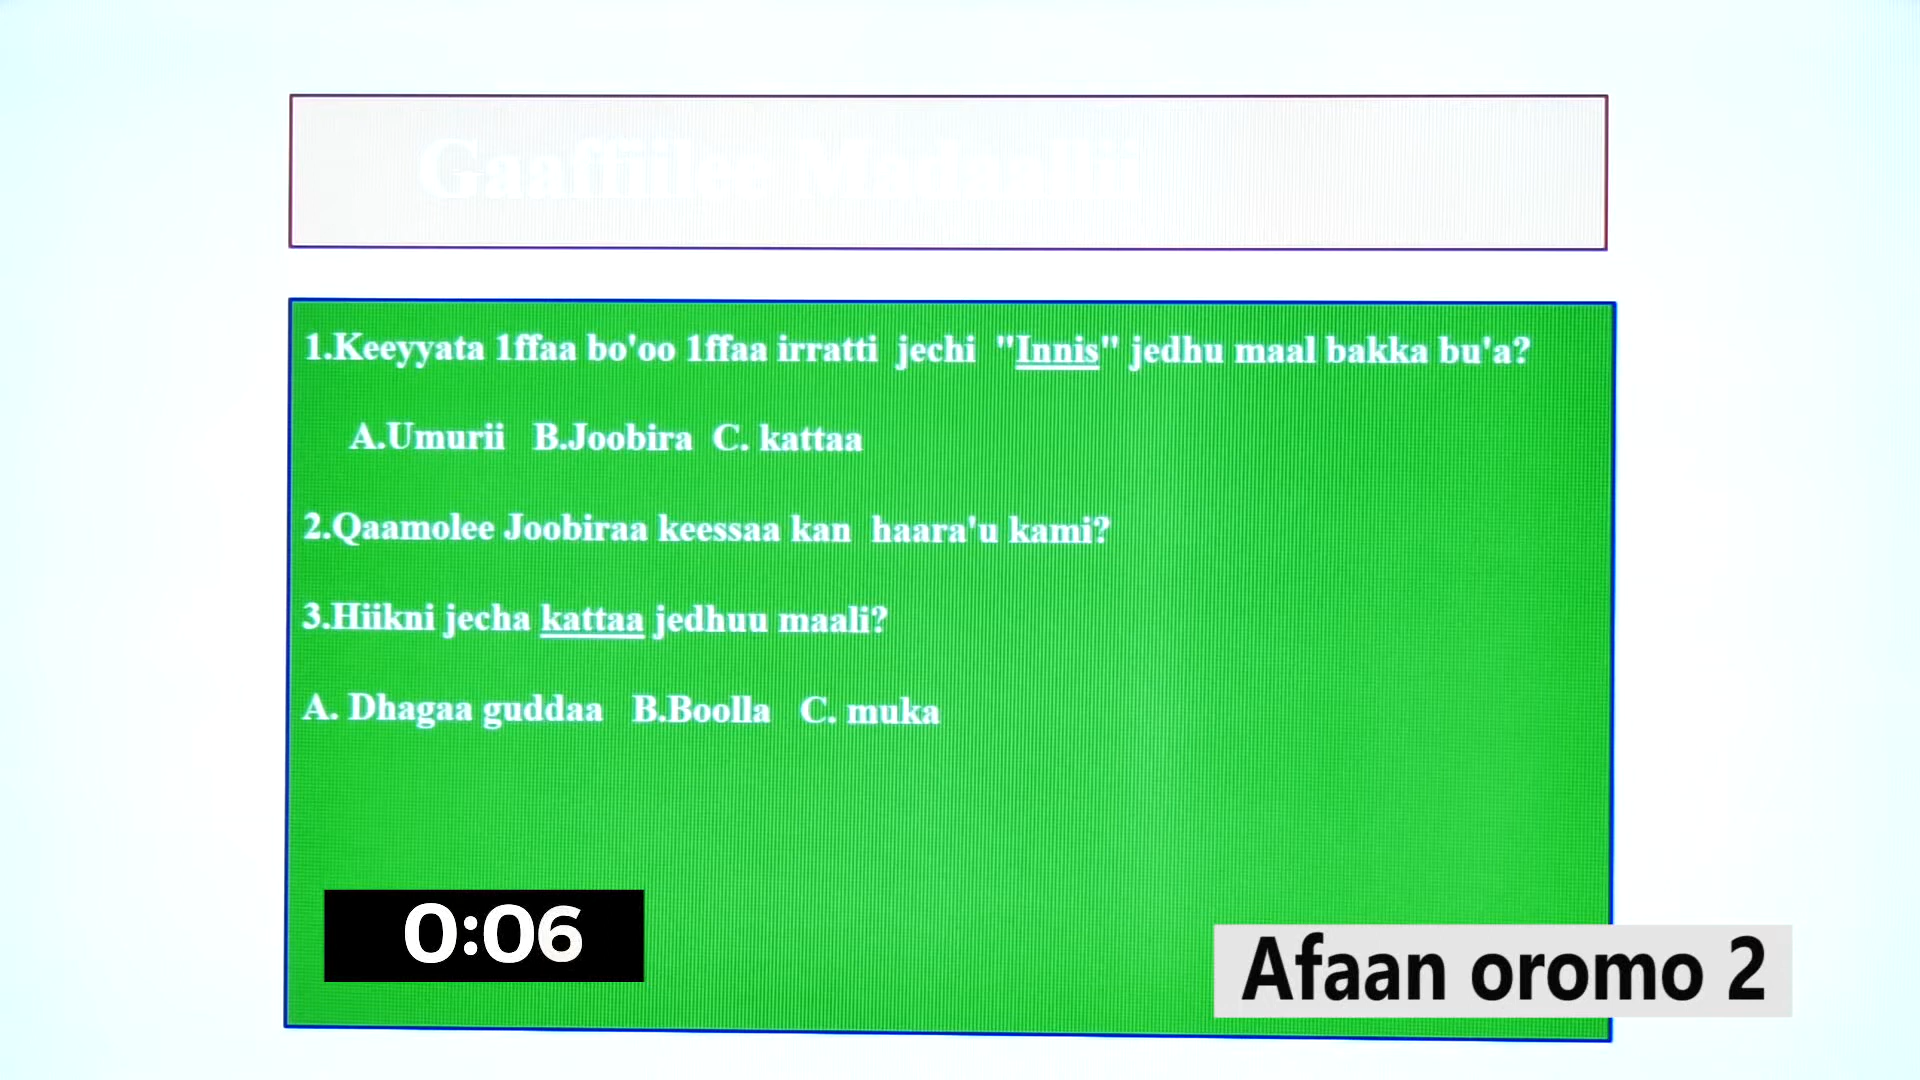 Gaaffiilee Madaallii
1.Keeyyata 1ffaa bo'oo 1ffaa irratti jechi "Innis" jedhu maal bakka bu'a?
A.Umurii B.Joobira C. kattaa
2.Qaamolee Joobiraa keessaa kan haara'u kami?
3.Hiikni jecha kattaa jedhuu maali?
A. Dhagaa guddaa B.Boolla C. muka
0:06
Afaan oromo 2